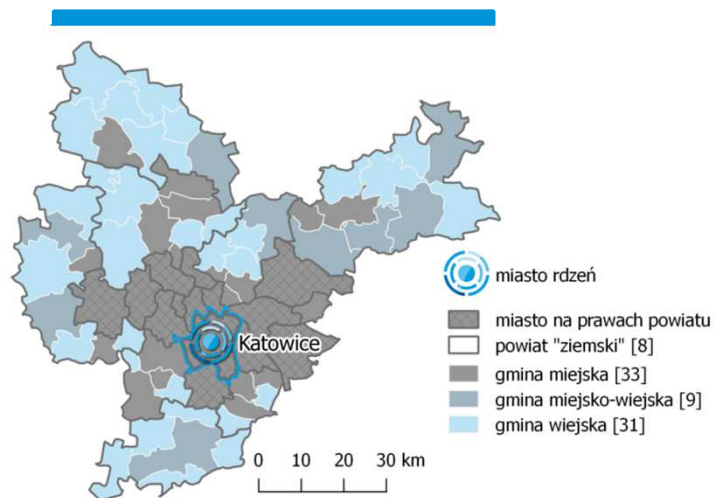 miasto rdzeń
miasto na prawach powiatu
Katowice
powiat "ziemski" [8]
gmina miejska [33]
gmina miejsko-wiejska [9]
gmina wiejska [31]
0 10 20 30 km